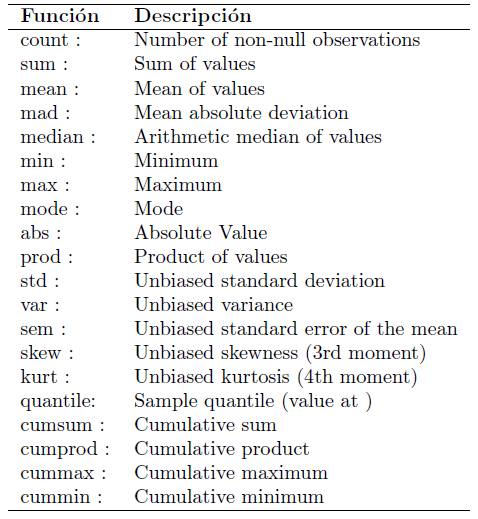 Función Descripción
count : Number of non-null observations
sum : Sum of values
mean : Mean of values
mad : Mean absolute deviation
median : Arithmetic median of values
min : Minimum
max : Maximum
mode : Mode
abs : Absolute Value
prod : Product of values
std : Unbiased standard deviation
var : Unbiased variance
sem : Unbiased standard error of the mean
skew : Unbiased skewness (3rd moment)
kurt : Unbiased kurtosis (4th moment)
quantile: Sample quantile (value at )
cumsum : Cumulative sum
cumprod : Cumulative product
cummax : Cumulative maximum
cummin : Cumulative minimum